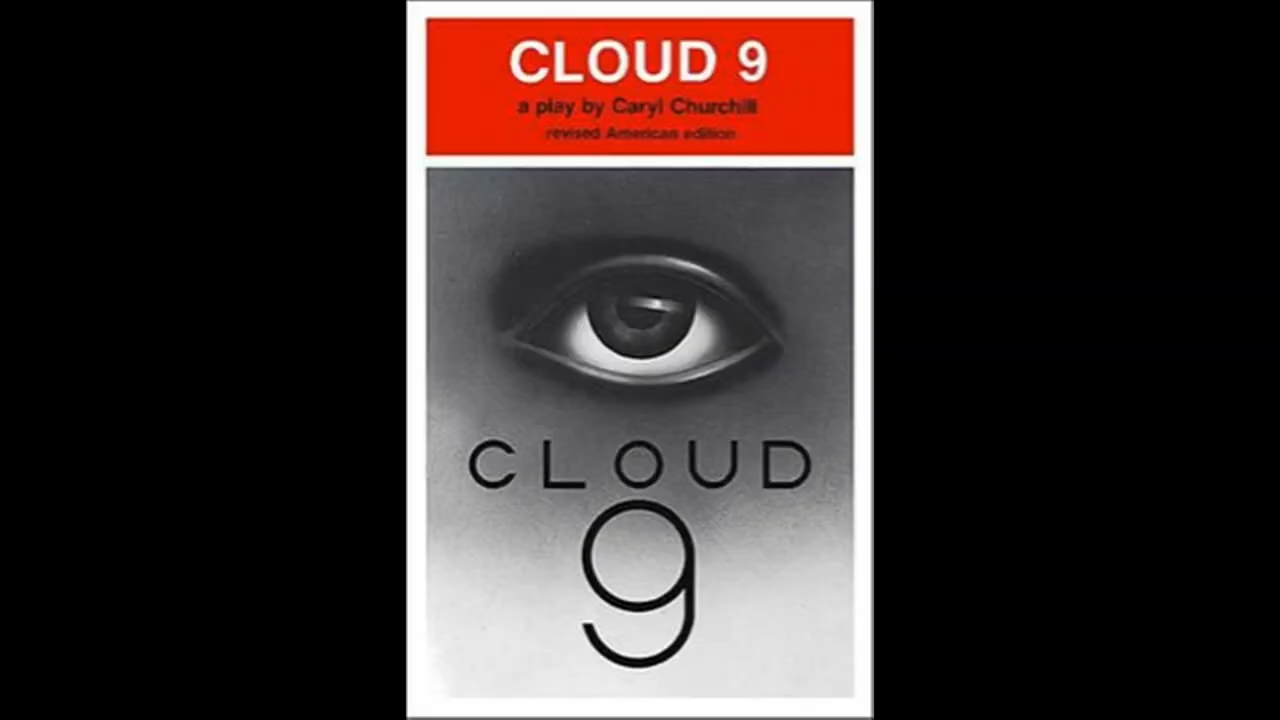 CLOUD 9
a play by Caryl Churchill
revised American edition
CLOUD
9